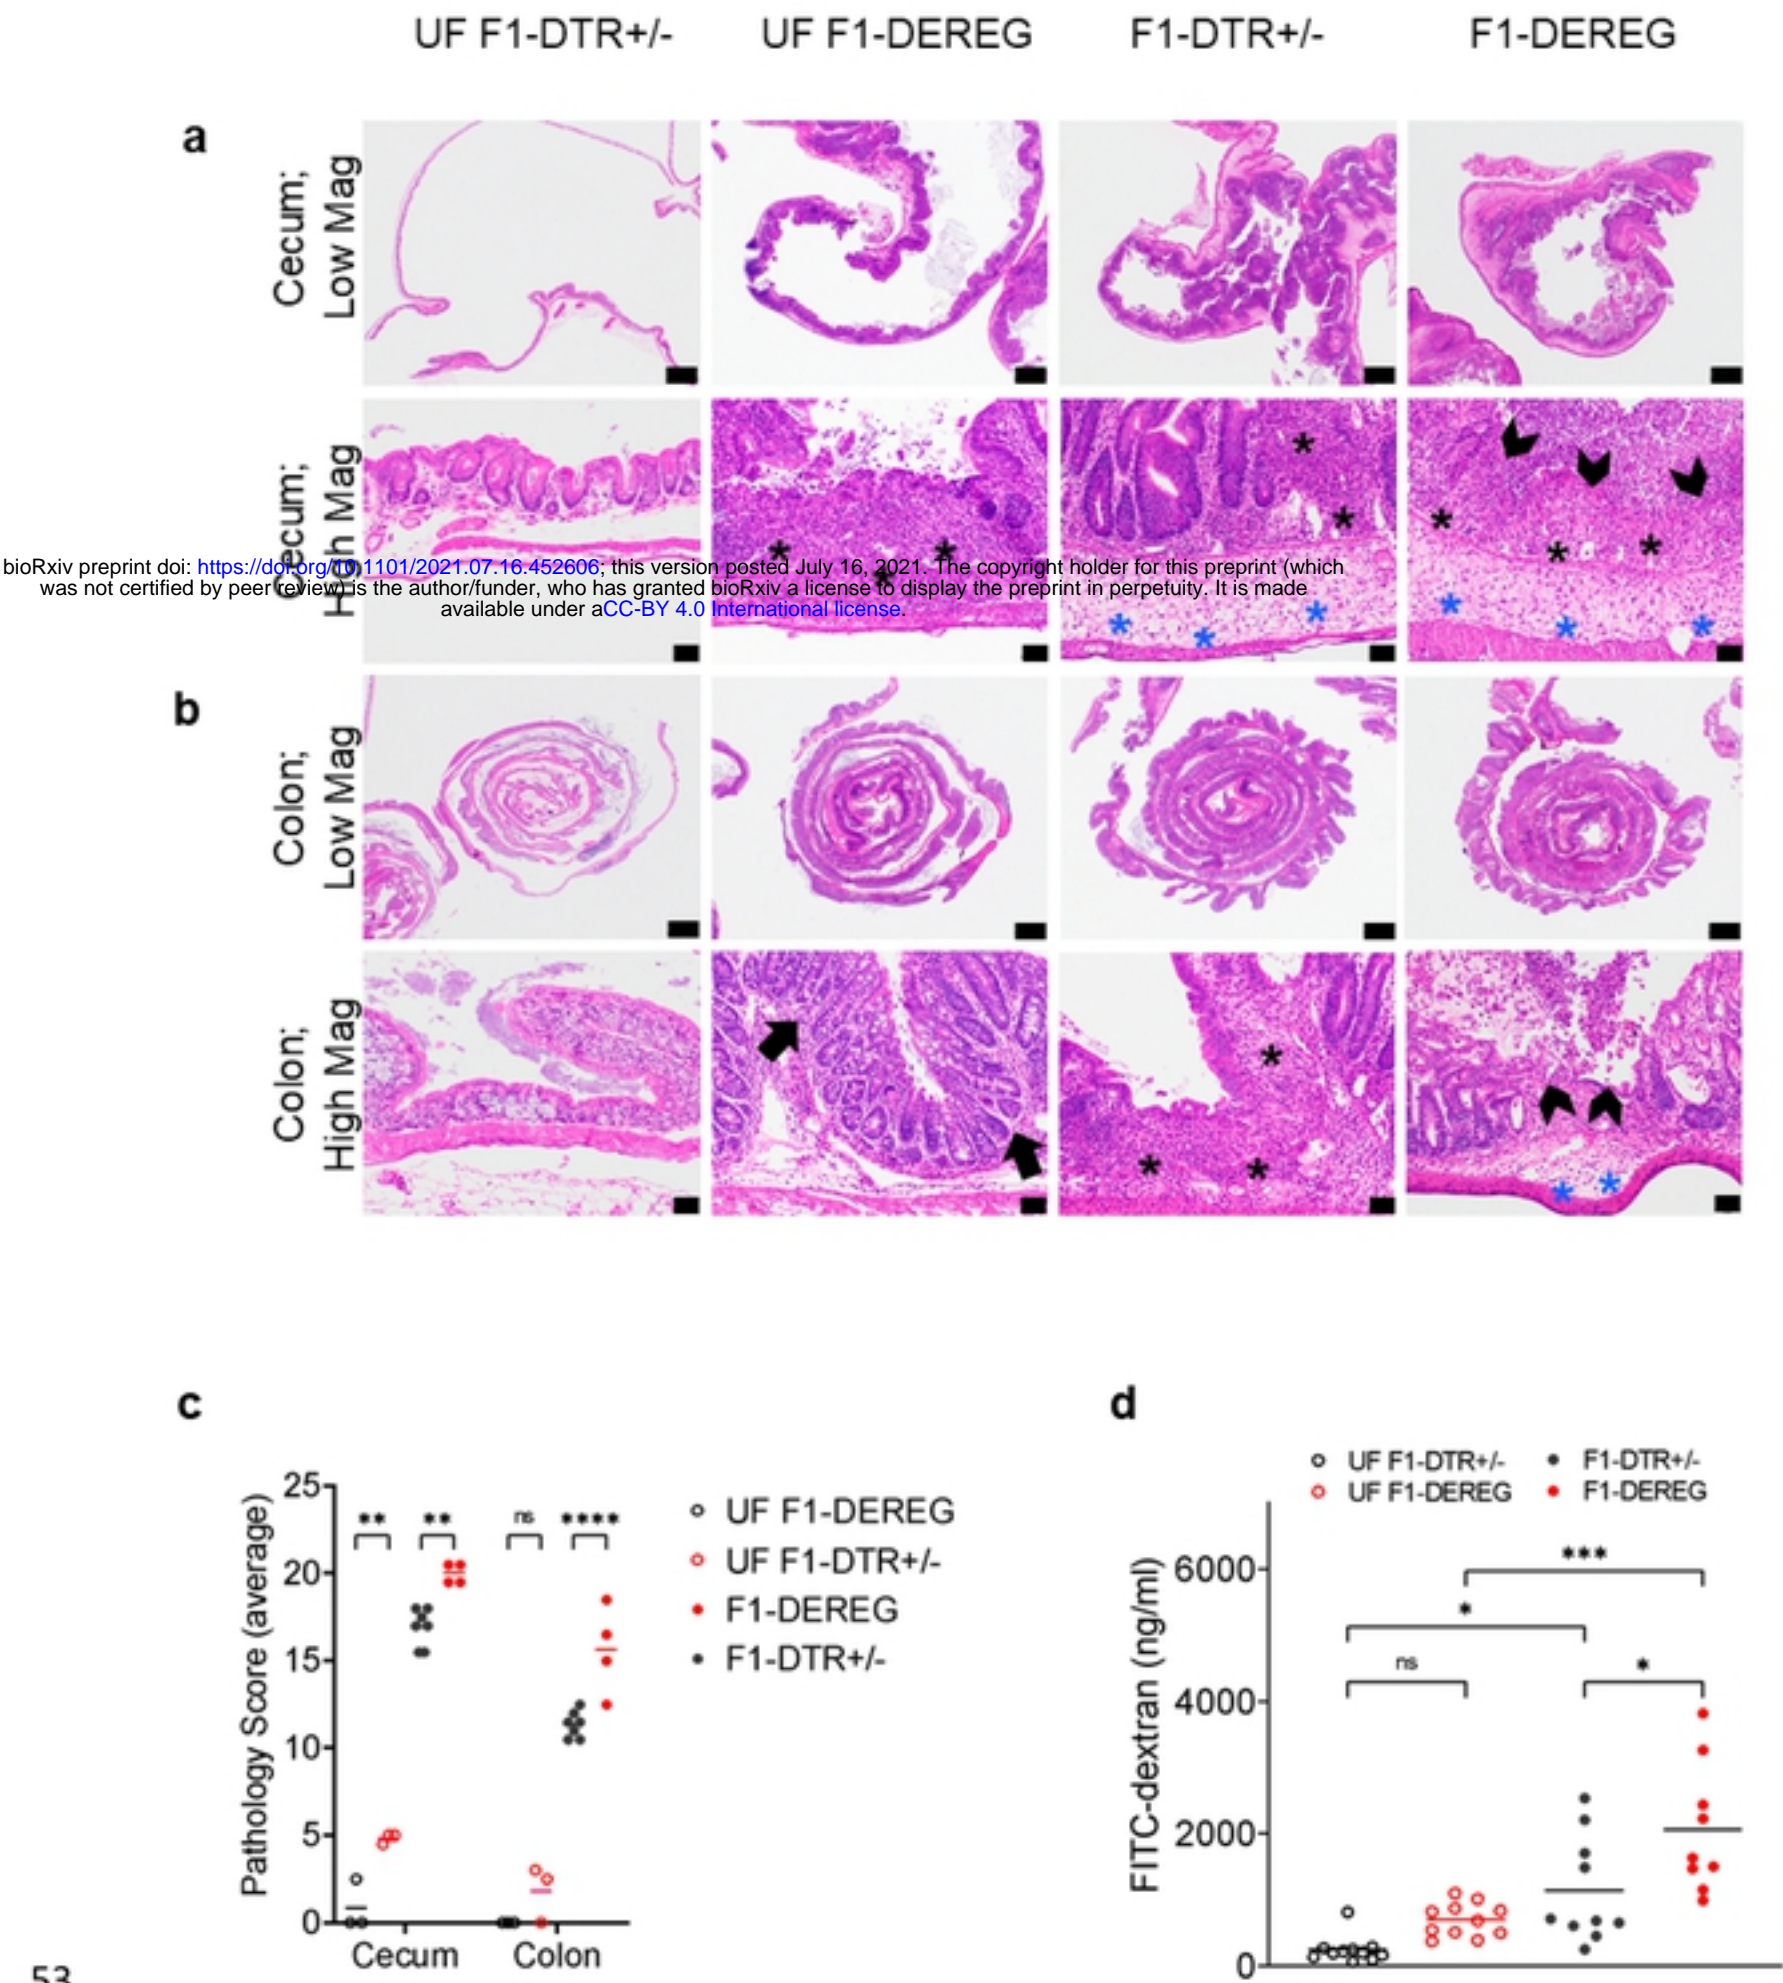 UF F1-DTR+/- UF F1-DEREG F1-DTR+/- F1-DEREG
a
Cecum;
Low Mag
Cecum;
High Mag
* * *
* *
* * *
* * *
* * *
bioRxiv preprint doi: https://doi.org/10.1101/2021.07.16.452606; this version posted July 16, 2021. The copyright holder for this preprint (which
was not certified by peer review) is the author/funder, who has granted bioRxiv a license to display the preprint in perpetuity. It is made
available under aCC-BY 4.0 International license.
b
Colon;
Low Mag
Colon;
High Mag
* * *
* *
c
Pathology Score (average)
25
20
15
10
5
0
** ** ns ****
Cecum Colon
UF F1-DEREG
UF F1-DTR+/-
F1-DEREG
F1-DTR+/-
d
UF F1-DTR+/- F1-DTR+/-
UF F1-DEREG F1-DEREG
FITC-dextran (ng/ml)
6000
4000
2000
0
***
*
ns *
53